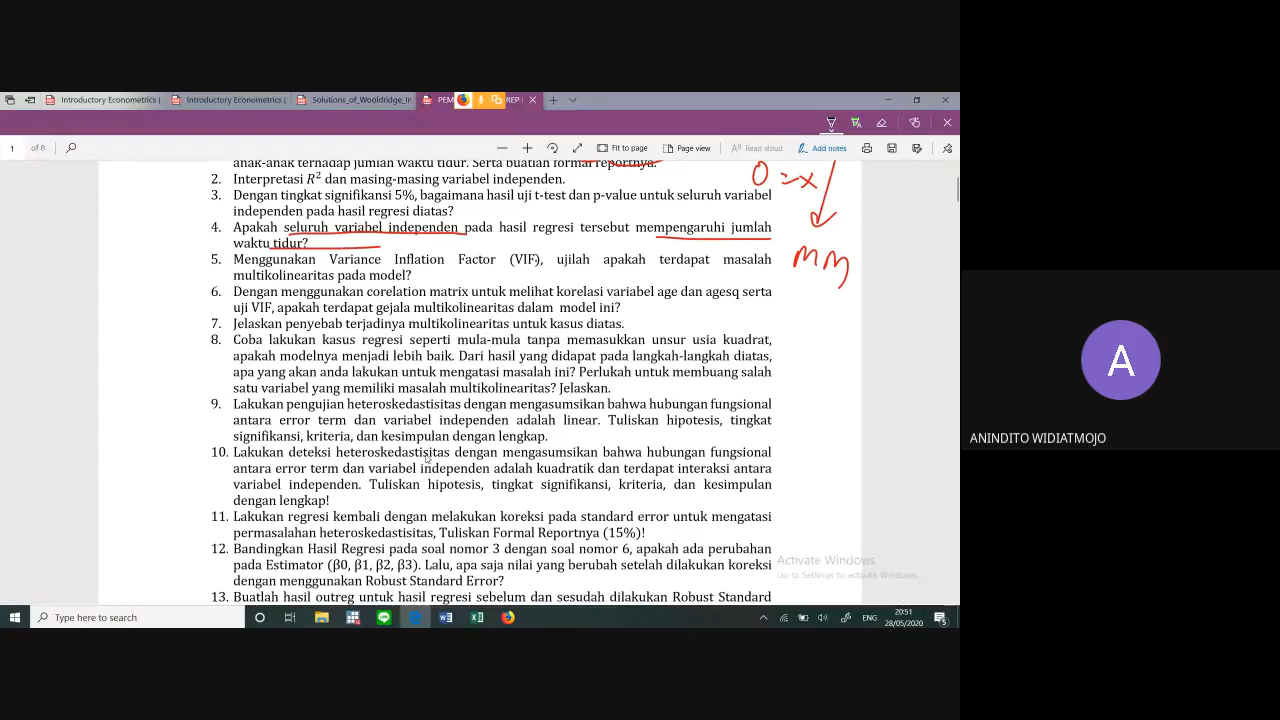 Introductory Econometrics (
Introductory Econometrics (
Solutions_of_Wooldridge_In
PEM
REP
1 of 8
Fit to page
Page view
Read aloud
Add notes
anak-anak terhadap jumlah waktu tidur. Serta buatlah formal reportnya.
2. Interpretasi R² dan masing-masing variabel independen.
3. Dengan tingkat signifikansi 5%, bagaimana hasil uji t-test dan p-value untuk seluruh variabel
independen pada hasil regresi diatas?
4. Apakah seluruh variabel independen pada hasil regresi tersebut mempengaruhi jumlah
waktu tidur?
5. Menggunakan Variance Inflation Factor (VIF), ujilah apakah terdapat masalah
multikolinearitas pada model?
6. Dengan menggunakan corelation matrix untuk melihat korelasi variabel age dan agesq serta
uji VIF, apakah terdapat gejala multikolinearitas dalam model ini?
7. Jelaskan penyebab terjadinya multikolinearitas untuk kasus diatas.
8. Coba lakukan kasus regresi seperti mula-mula tanpa memasukkan unsur usia kuadrat,
apakah modelnya menjadi lebih baik. Dari hasil yang didapat pada langkah-langkah diatas,
apa yang akan anda lakukan untuk mengatasi masalah ini? Perlukah untuk membuang salah
satu variabel yang memiliki masalah multikolinearitas? Jelaskan.
9. Lakukan pengujian heteroskedastisitas dengan mengasumsikan bahwa hubungan fungsional
antara error term dan variabel independen adalah linear. Tuliskan hipotesis, tingkat
signifikansi, kriteria, dan kesimpulan dengan lengkap.
10. Lakukan deteksi heteroskedastisitas dengan mengasumsikan bahwa hubungan fungsional
antara error term dan variabel independen adalah kuadratik dan terdapat interaksi antara
variabel independen. Tuliskan hipotesis, tingkat signifikansi, kriteria, dan kesimpulan
dengan lengkap!
11. Lakukan regresi kembali dengan melakukan koreksi pada standard error untuk mengatasi
permasalahan heteroskedastisitas, Tuliskan Formal Reportnya (15%)!
12. Bandingkan Hasil Regresi pada soal nomor 3 dengan soal nomor 6, apakah ada perubahan
pada Estimator (β0, β1, β2, β3). Lalu, apa saja nilai yang berubah setelah dilakukan koreksi
dengan menggunakan Robust Standard Error?
13. Buatlah hasil outreg untuk hasil regresi sebelum dan sesudah dilakukan Robust Standard
Activate Windows
Go to Settings to activate Windows.
A
ANINDITO WIDIATMOJO
Type here to search
ENG
20:51
28/05/2020